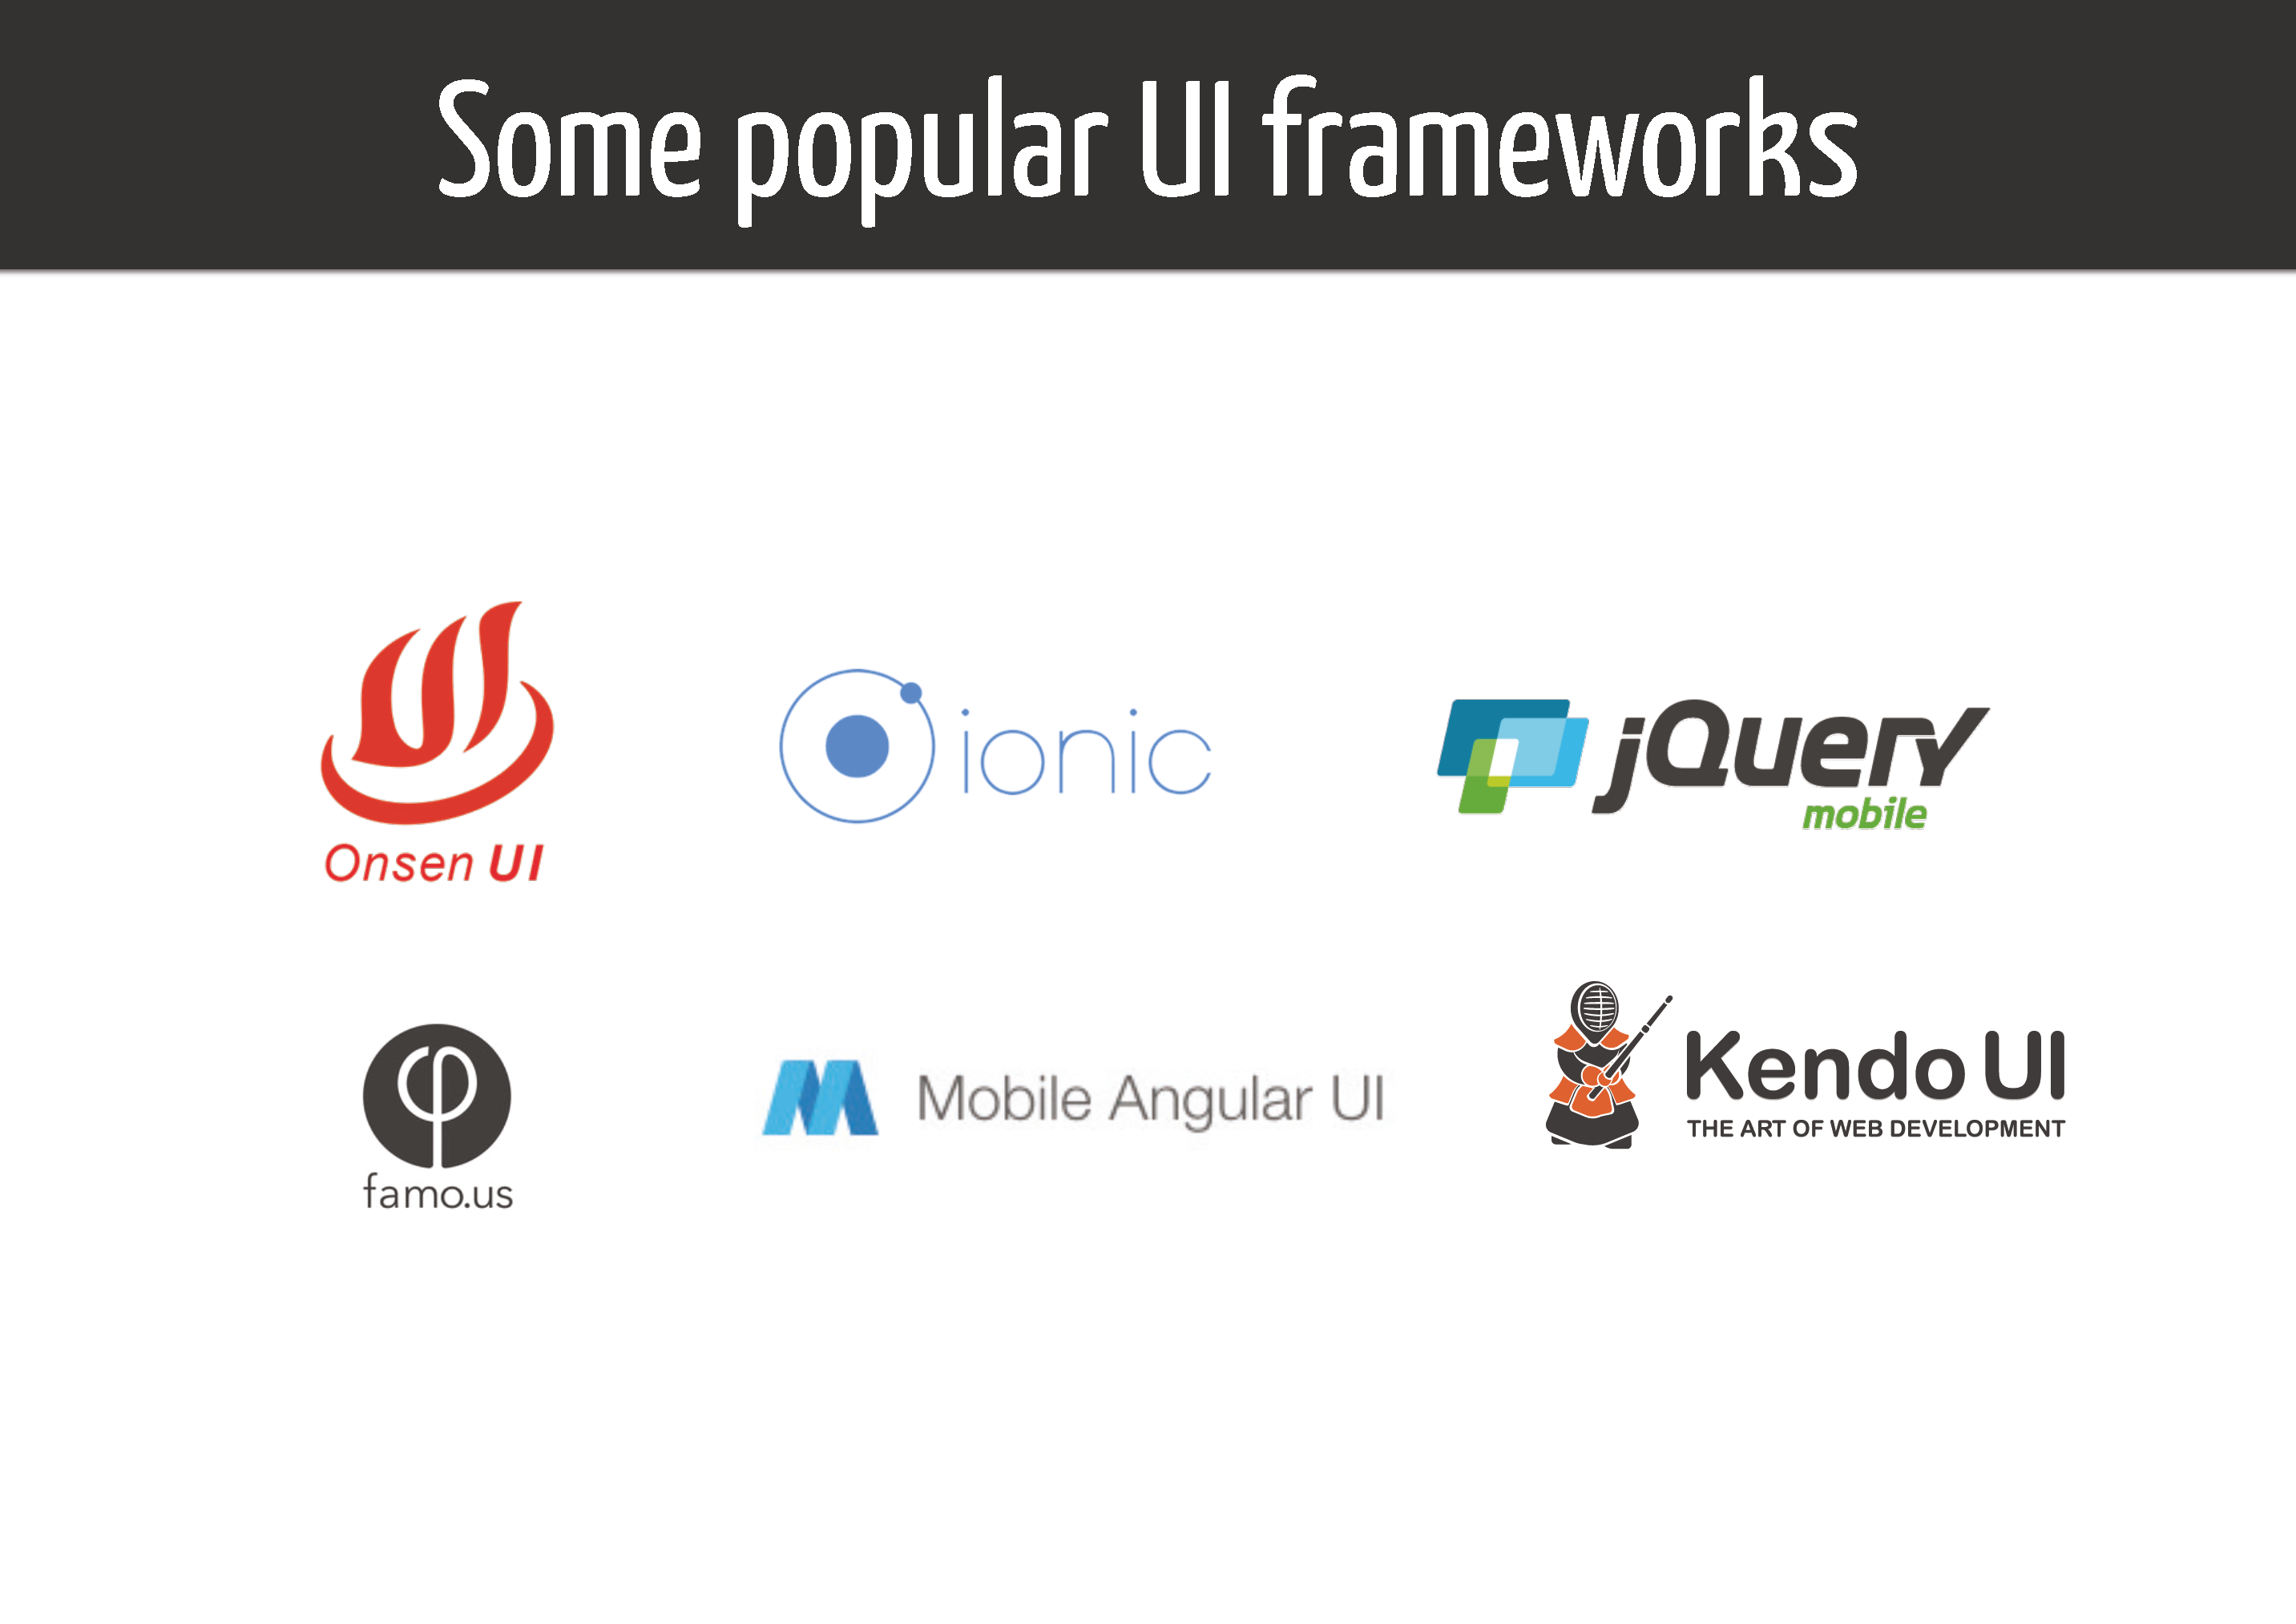 Some popular UI frameworks
Onsen UI
ionic
jQuery
mobile
famo.us
Mobile Angular UI
Kendo UI
THE ART OF WEB DEVELOPMENT